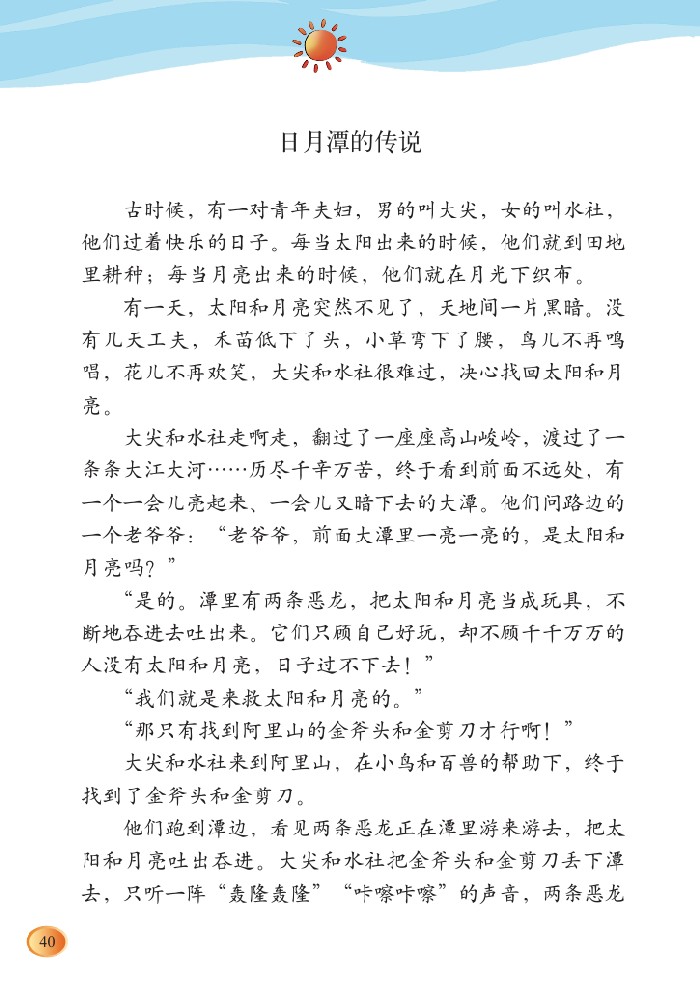 日月潭的传说
古时候，有一对青年夫妇，男的叫大尖，女的叫水社，
他们过着快乐的日子。每当太阳出来的时候，他们就到田地
里耕种；每当月亮出来的时候，他们就在月光下织布。
有一天，太阳和月亮突然不见了，天地间一片黑暗。没
有几天工夫，禾苗低下了头，小草弯下了腰，鸟儿不再鸣
唱，花儿不再欢笑，大尖和水社很难过，决心找回太阳和月
亮。
大尖和水社走啊走，翻过了一座座高山峻岭，渡过了一
条条大江大河……历尽千辛万苦，终于看到前面不远处，有
一个一会儿亮起来、一会儿又暗下去的大潭。他们问路边的
一个老爷爷：“老爷爷，前面大潭里一亮一亮的，是太阳和
月亮吗？”
“是的。潭里有两条恶龙，把太阳和月亮当成玩具，不
断地吞进去吐出来。它们只顾自己好玩，却不顾千千万万的
人没有太阳和月亮，日子过不下去！”
“我们就是来救太阳和月亮的。”
“那只有找到阿里山的金斧头和金剪刀才行啊！”
大尖和水社来到阿里山，在小鸟和百兽的帮助下，终于
找到了金斧头和金剪刀。
他们跑到潭边，看见两条恶龙正在潭里游来游去，把太
阳和月亮吐出吞进。大尖和水社把金斧头和金剪刀丢下潭
去，只听一阵“轰隆轰隆”“咔嚓咔嚓”的声音，两条恶龙
40